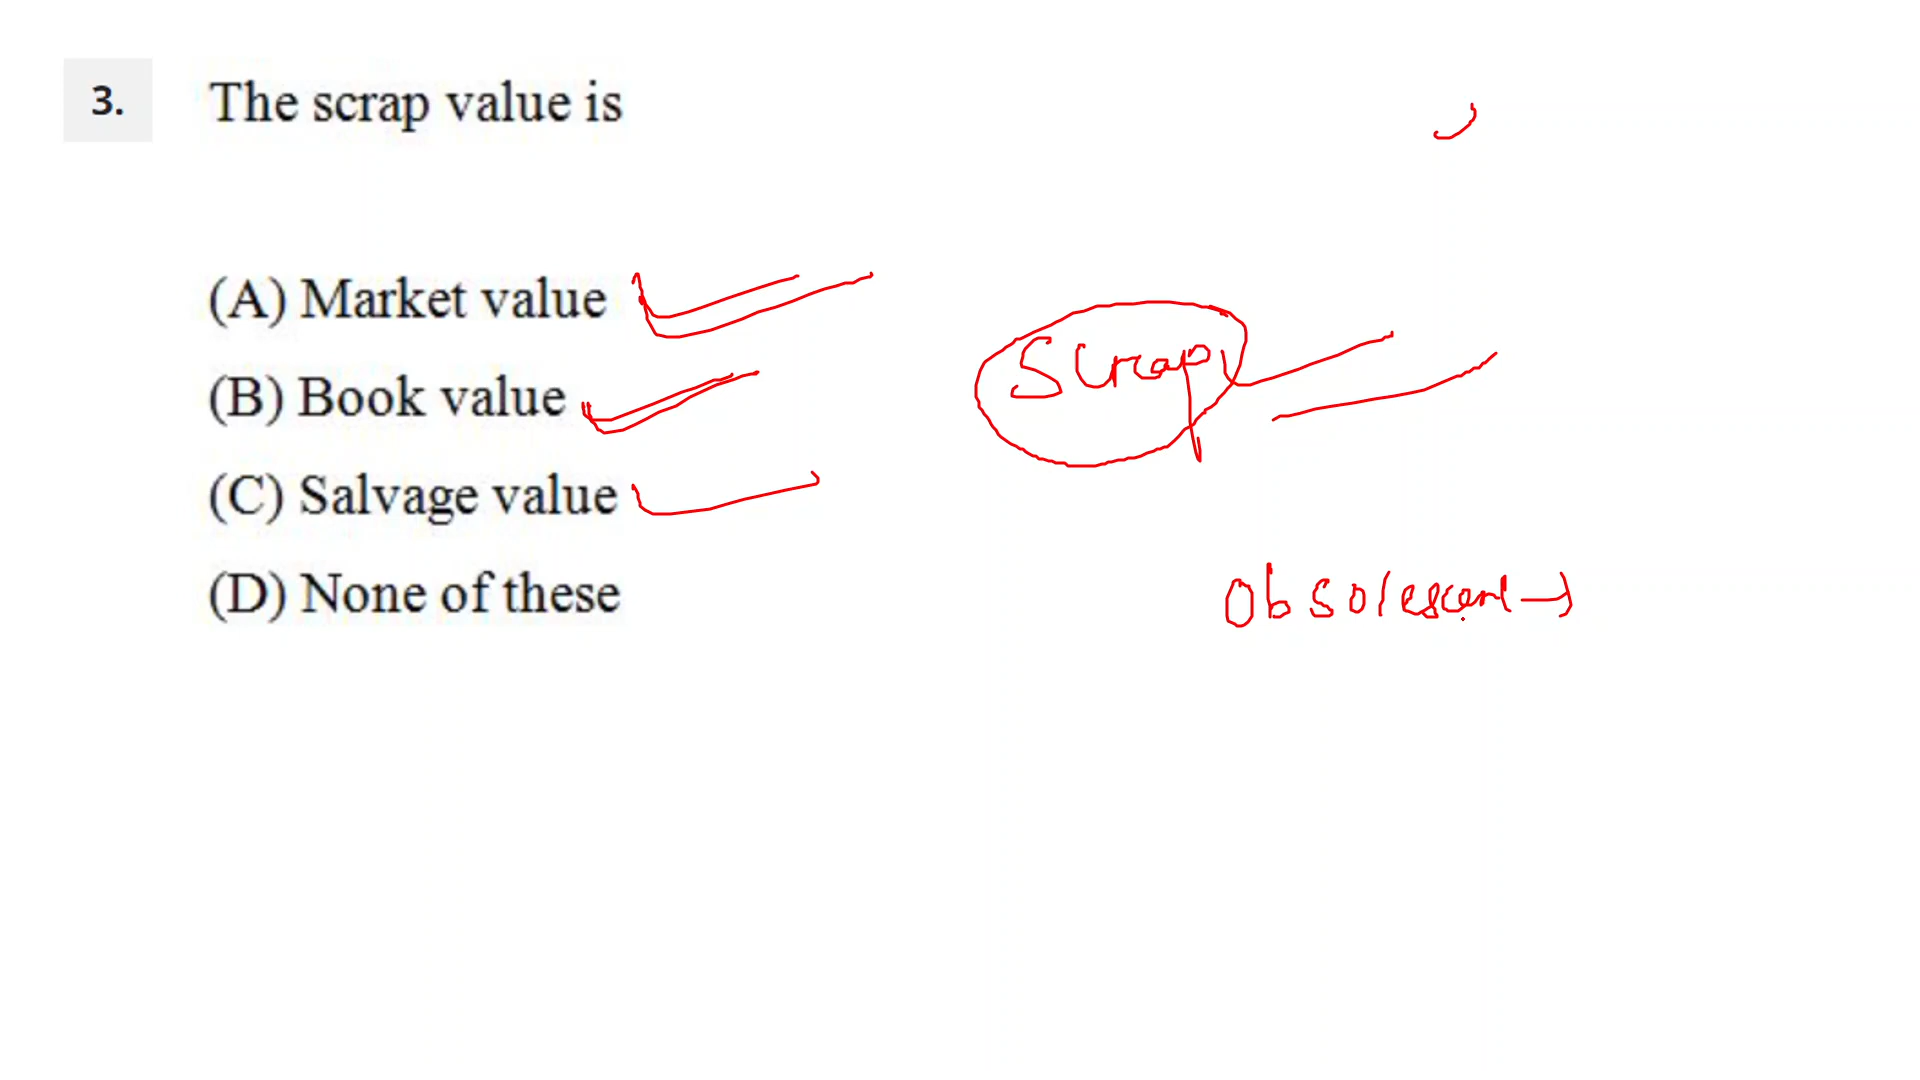 3. The scrap value is
(A) Market value
(B) Book value
Scrap
(C) Salvage value
(D) None of these
Obsolescent